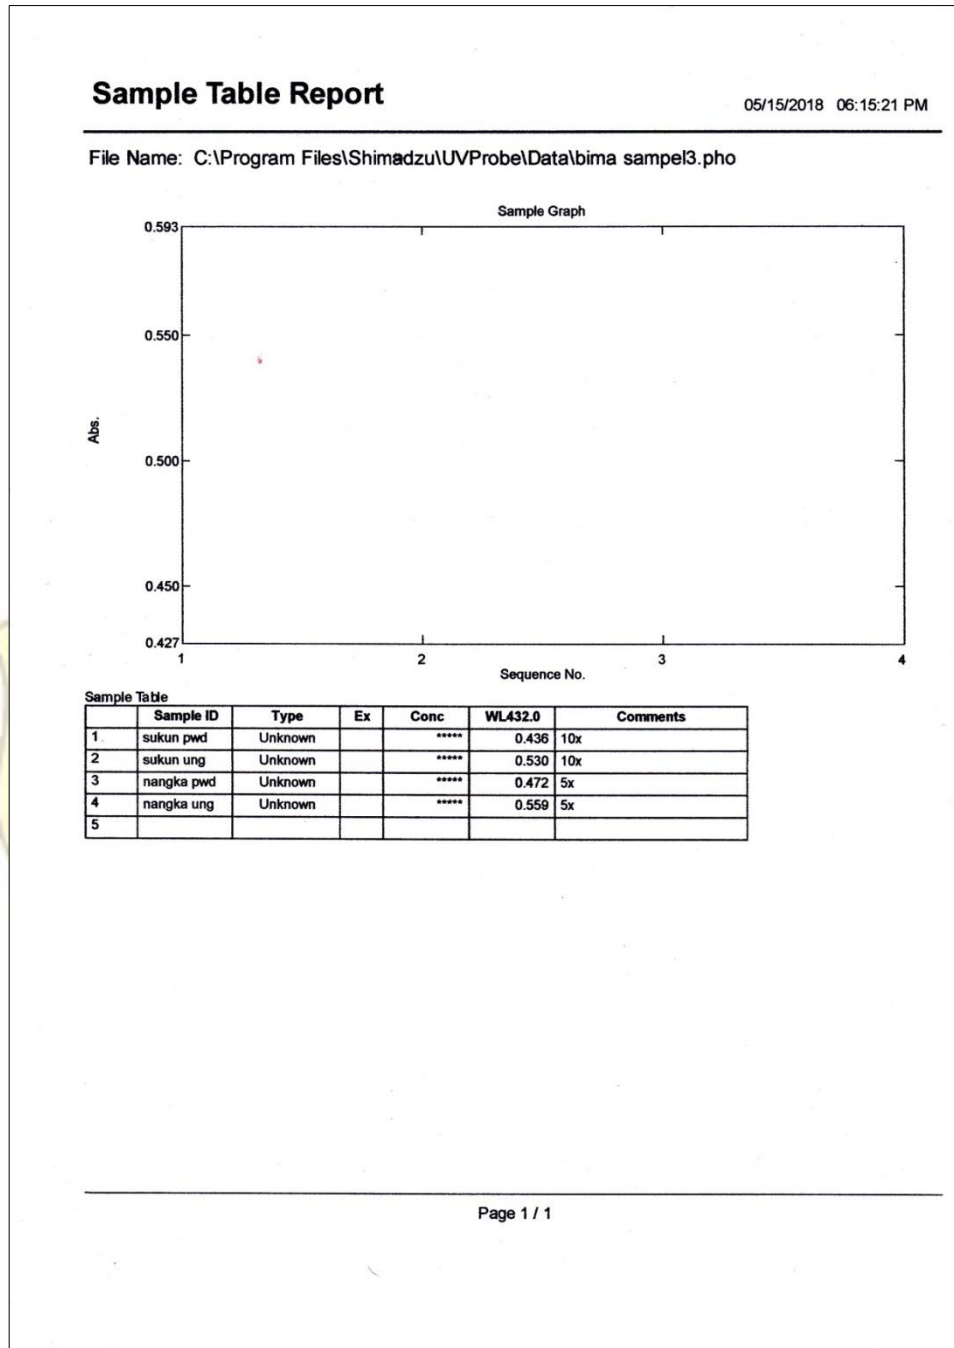 Sample Table Report
05/15/2018 06:15:21 PM
File Name: C:\Program Files\Shimadzu\UVProbe\Data\bima sampel3.pho
Sample Graph
0.593
0.550
Abs.
0.500
0.450
0.427
1 2 3 4
Sequence No.
Sample Table
Sample ID Type Ex Conc WL432.0 Comments
1 sukun pwd Unknown ***** 0.436 10x
2 sukun ung Unknown ***** 0.530 10x
3 nangka pwd Unknown ***** 0.472 5x
4 nangka ung Unknown ***** 0.559 5x
5
Page 1 / 1